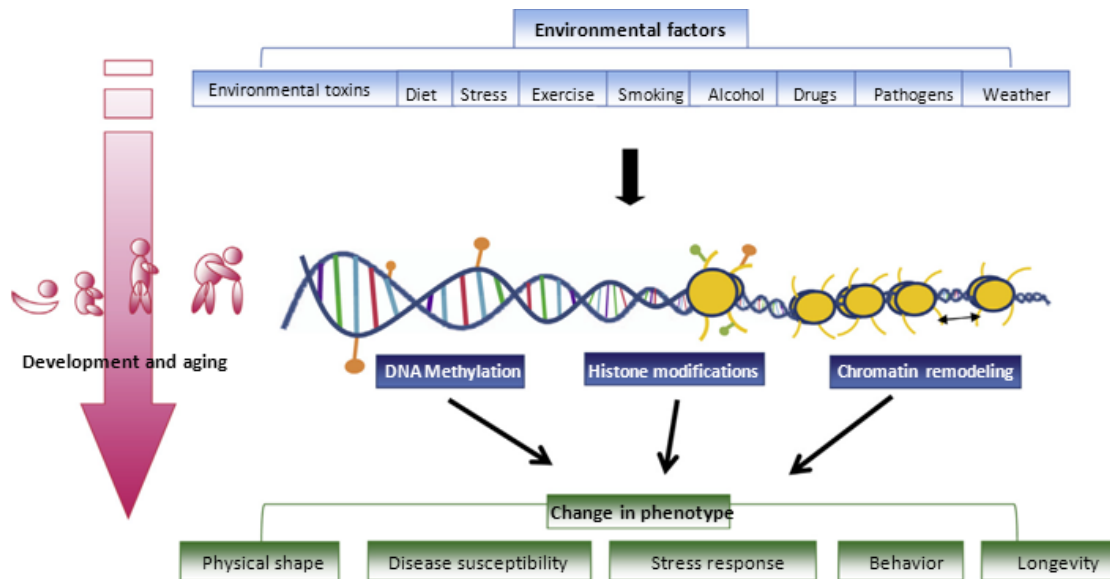 Environmental factors
Environmental toxins
Diet
Stress
Exercise
Smoking
Alcohol
Drugs
Pathogens
Weather
Development and aging
DNA Methylation
Histone modifications
Chromatin remodeling
Change in phenotype
Physical shape
Disease susceptibility
Stress response
Behavior
Longevity